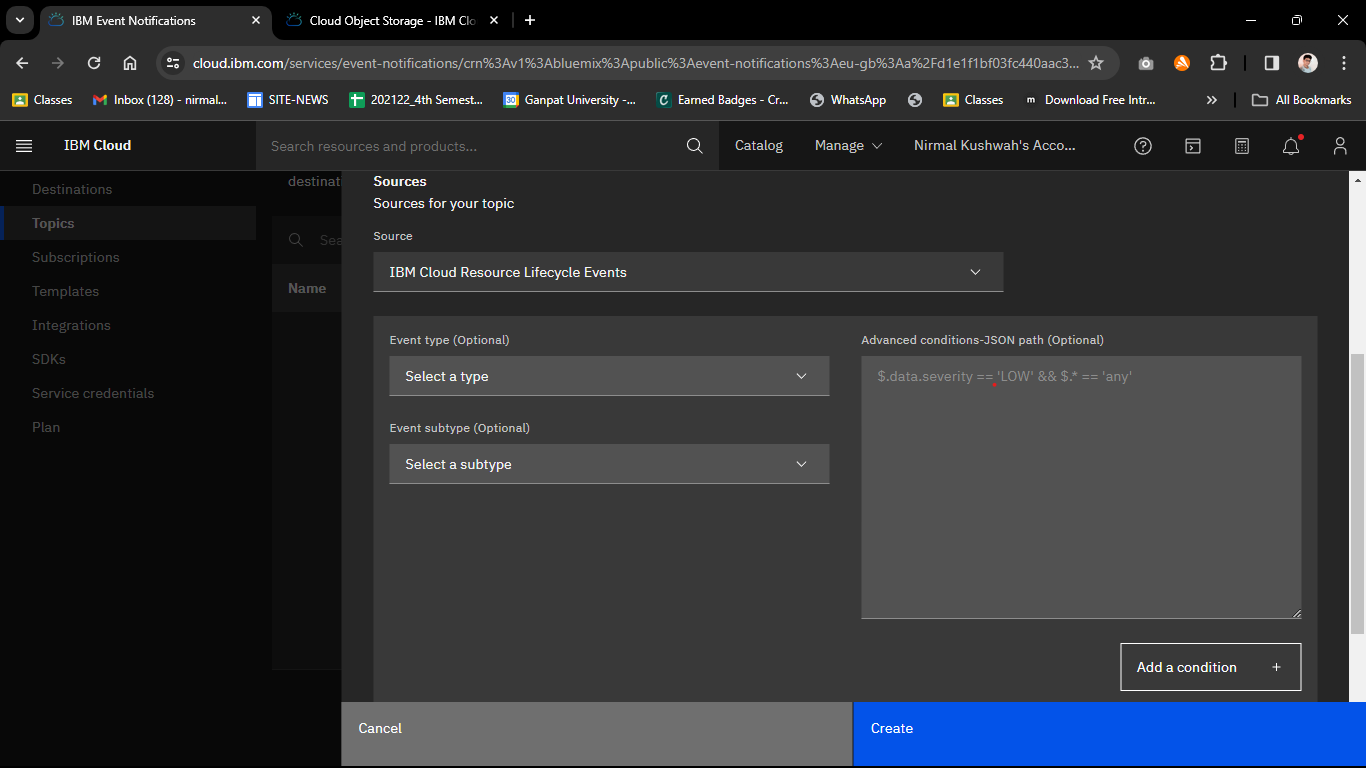 IBM Event Notifications
Cloud Object Storage - IBM Clo
cloud.ibm.com/services/event-notifications/crn%3Av1%3Abluemix%3Apublic%3Aevent-notifications%3Aeu-gb%3Aa%2Fd1e1f1bf03fc440aac3...
Classes
Inbox (128) - nirmal...
SITE-NEWS
202122_4th Semest...
30
Ganpat University -...
Earned Badges - Cr...
WhatsApp
Classes
m Download Free Intr...
»
All Bookmarks
IBM Cloud
Search resources and products...
Catalog
Manage
Nirmal Kushwah's Acco...
Destinations
Topics
Subscriptions
Templates
Integrations
SDKs
Service credentials
Plan
destinat
Sea
Name
Sources
Sources for your topic
Source
IBM Cloud Resource Lifecycle Events
Event type (Optional)
Select a type
Event subtype (Optional)
Select a subtype
Advanced conditions-JSON path (Optional)
$.data.severity == 'LOW' && $.* == 'any'
Add a condition +
Cancel
Create